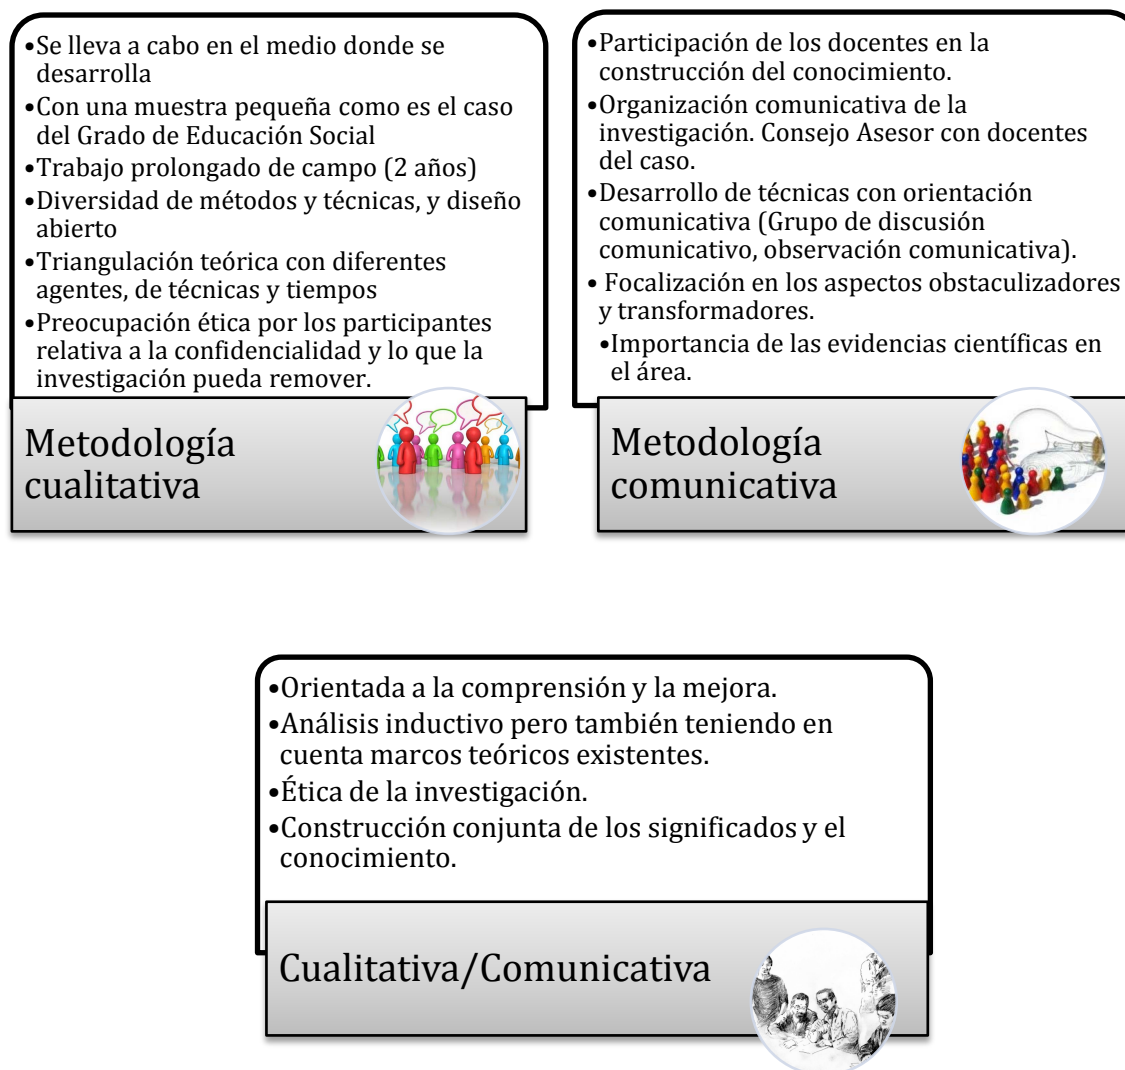 •Se lleva a cabo en el medio donde se
desarrolla
•Con una muestra pequeña como es el caso
del Grado de Educación Social
•Trabajo prolongado de campo (2 años)
•Diversidad de métodos y técnicas, y diseño
abierto
•Triangulación teórica con diferentes
agentes, de técnicas y tiempos
•Preocupación ética por los participantes
relativa a la confidencialidad y lo que la
investigación pueda remover.
Metodología
cualitativa
•Participación de los docentes en la
construcción del conocimiento.
•Organización comunicativa de la
investigación. Consejo Asesor con docentes
del caso.
•Desarrollo de técnicas con orientación
comunicativa (Grupo de discusión
comunicativo, observación comunicativa).
• Focalización en los aspectos obstaculizadores
y transformadores.
•Importancia de las evidencias científicas en
el área.
Metodología
comunicativa
•Orientada a la comprensión y la mejora.
•Análisis inductivo pero también teniendo en
cuenta marcos teóricos existentes.
•Ética de la investigación.
•Construcción conjunta de los significados y el
conocimiento.
Cualitativa/Comunicativa